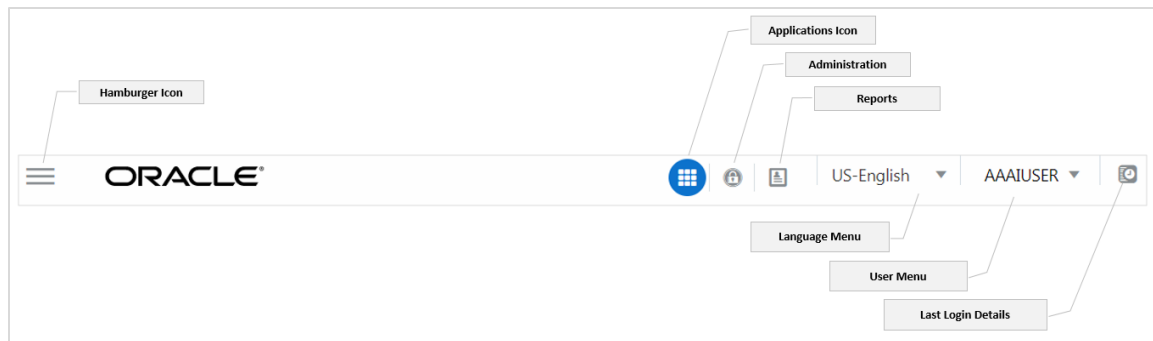 Applications Icon
Administration
Hamburger Icon
Reports
ORACLE®
US-English
AAAIUSER
Language Menu
User Menu
Last Login Details